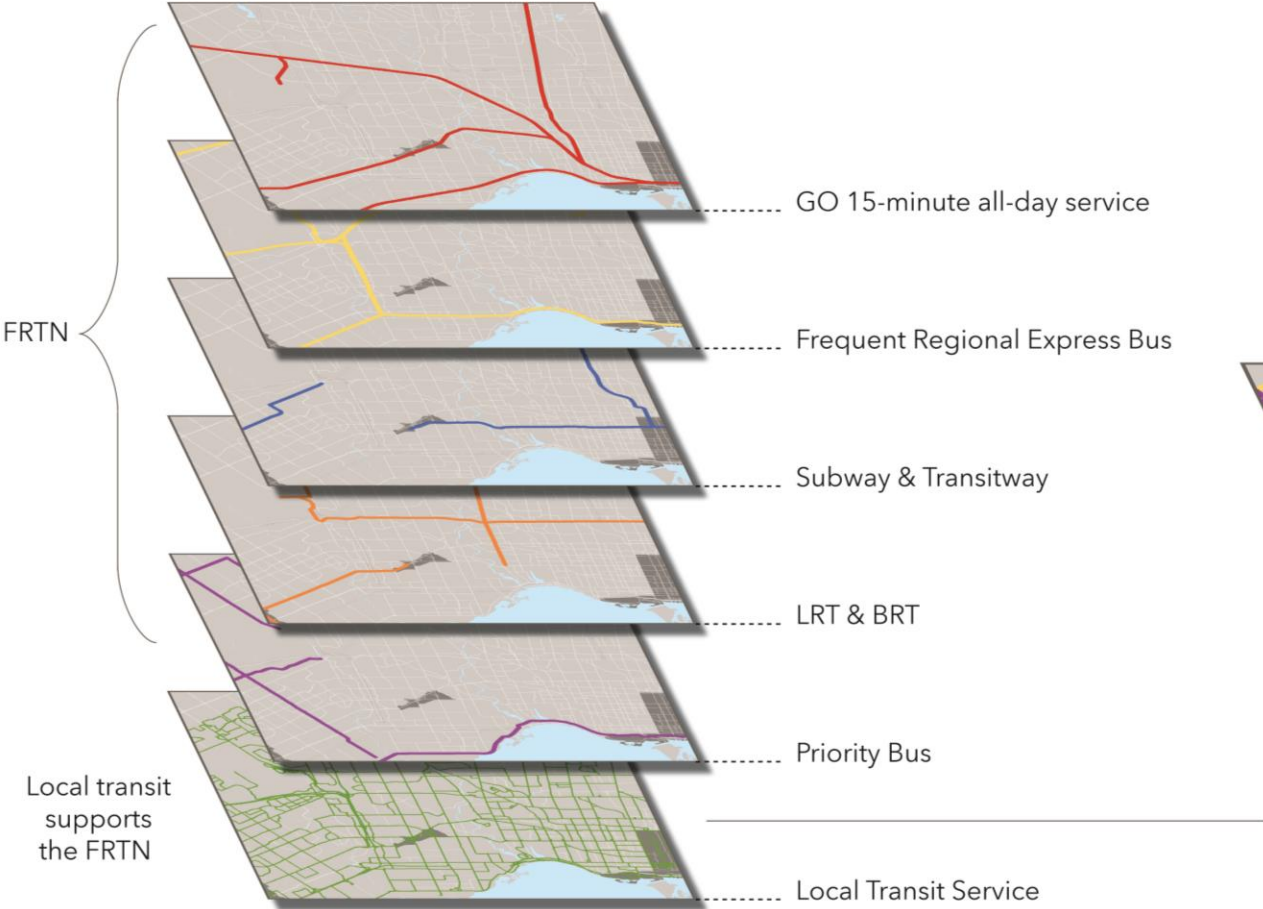 GO 15-minute all-day service
FRTN
Frequent Regional Express Bus
Subway & Transitway
LRT & BRT
Priority Bus
Local transit
supports
the FRTN
Local Transit Service